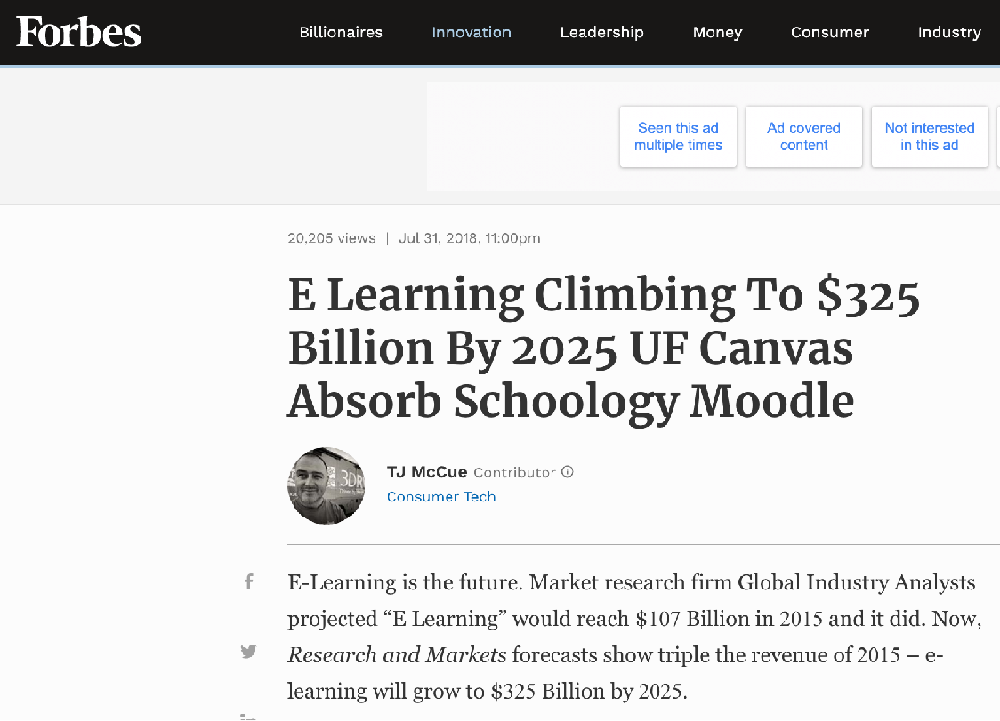 Forbes
Billionaires Innovation Leadership Money Consumer Industry
Seen this ad
multiple times
Ad covered
content
Not interested
in this ad
20,205 views | Jul 31, 2018, 11:00pm
E Learning Climbing To $325
Billion By 2025 UF Canvas
Absorb Schoology Moodle
3DR
TJ McCue Contributor
Consumer Tech
E-Learning is the future. Market research firm Global Industry Analysts
projected “E Learning” would reach $107 Billion in 2015 and it did. Now,
Research and Markets forecasts show triple the revenue of 2015 – e-
learning will grow to $325 Billion by 2025.